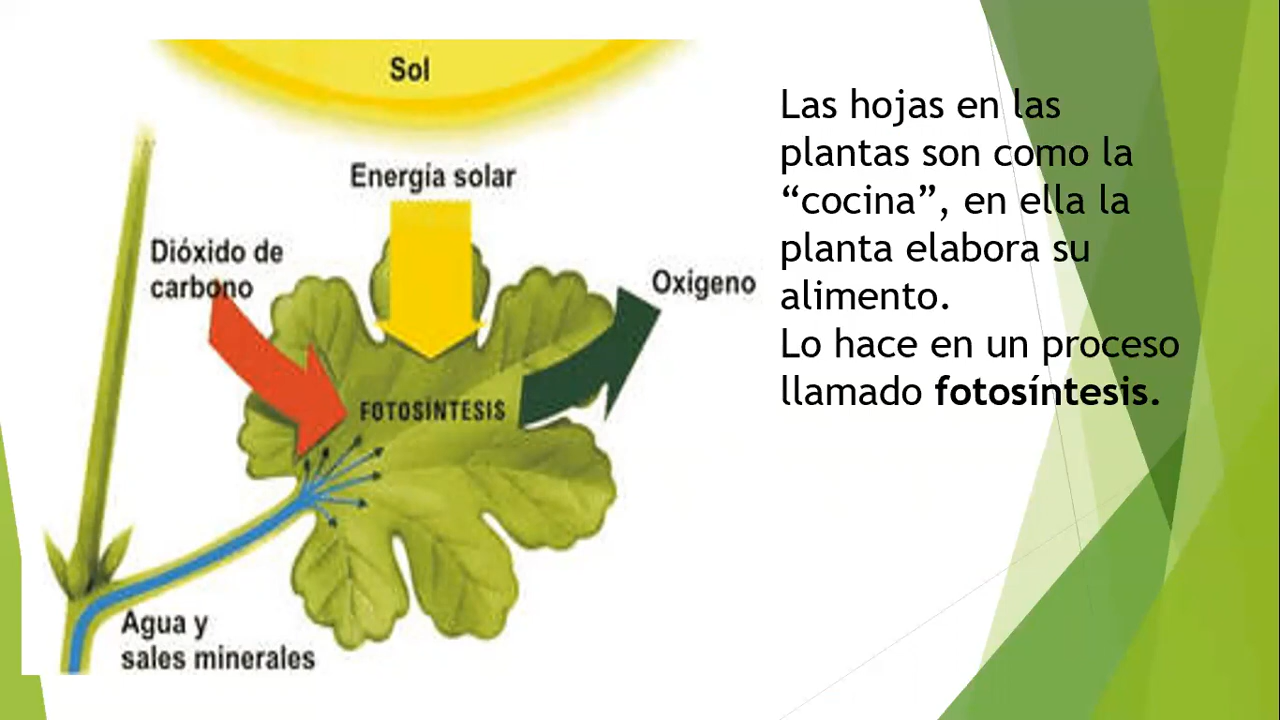 Sol
Energía solar
Dióxido de
carbono
Oxígeno
FOTOSÍNTESIS
Agua y
sales minerales
Las hojas en las
plantas son como la
“cocina”, en ella la
planta elabora su
alimento.
Lo hace en un proceso
llamado fotosíntesis.